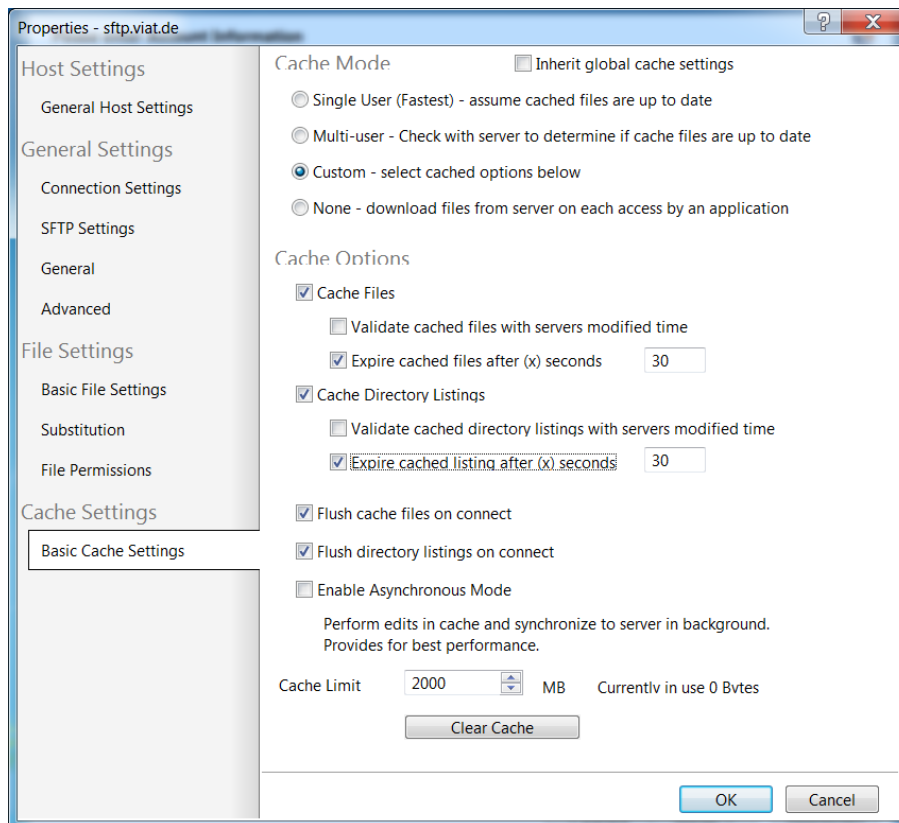 Properties - sftp.viat.de
Host Settings
General Host Settings
General Settings
Connection Settings
SFTP Settings
General
Advanced
File Settings
Basic File Settings
Substitution
File Permissions
Cache Settings
Basic Cache Settings
Cache Mode
Inherit global cache settings
Single User (Fastest) - assume cached files are up to date
Multi-user - Check with server to determine if cache files are up to date
Custom - select cached options below
None - download files from server on each access by an application
Cache Options
Cache Files
Validate cached files with servers modified time
Expire cached files after (x) seconds 30
Cache Directory Listings
Validate cached directory listings with servers modified time
Expire cached listing after (x) seconds 30
Flush cache files on connect
Flush directory listings on connect
Enable Asynchronous Mode
Perform edits in cache and synchronize to server in background.
Provides for best performance.
Cache Limit 2000 MB Currently in use 0 Bytes
Clear Cache
OK Cancel